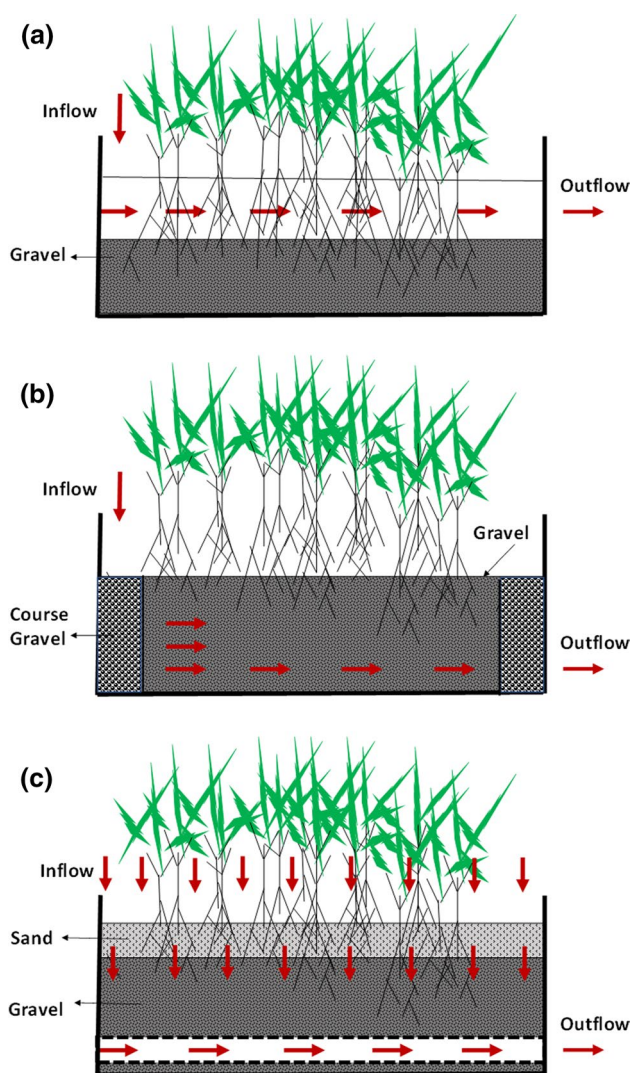 (a)
Inflow
Outflow
Gravel
(b)
Inflow
Gravel
Course
Gravel
Outflow
(c)
Inflow
Sand
Gravel
Outflow